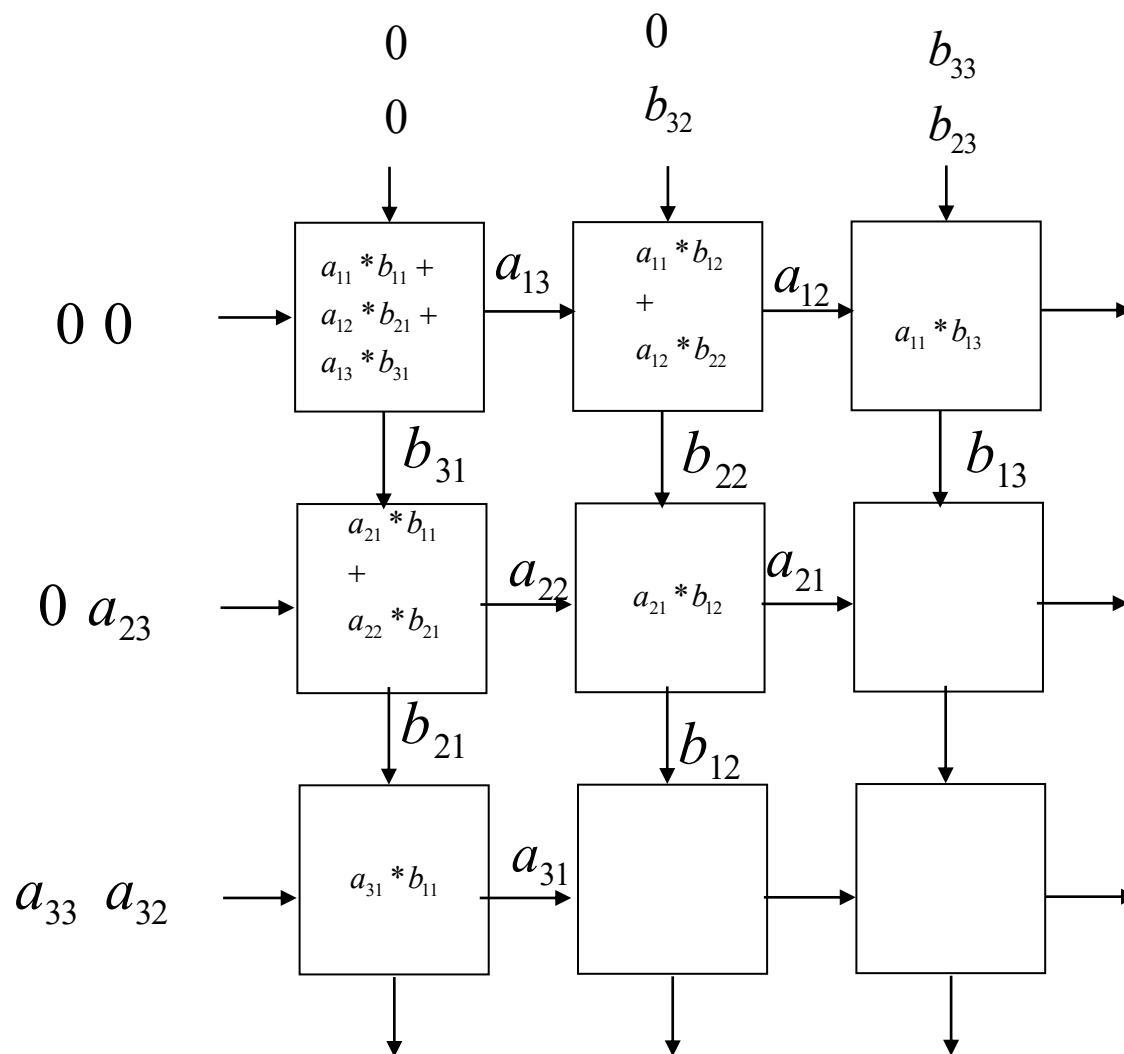 0 0 b₃₃
0 b₃₂ b₂₃
a₁₁ * b₁₁ +
a₁₂ * b₂₁ +
a₁₃ * b₃₁
a₁₃
a₁₁ * b₁₂
+
a₁₂ * b₂₂
a₁₂
a₁₁ * b₁₃
0 0
b₃₁ b₂₂ b₁₃
a₂₁ * b₁₁
+
a₂₂ * b₂₁
a₂₂
a₂₁ * b₁₂
a₂₁
0 a₂₃
b₂₁ b₁₂
a₃₁ * b₁₁
a₃₁
a₃₃ a₃₂